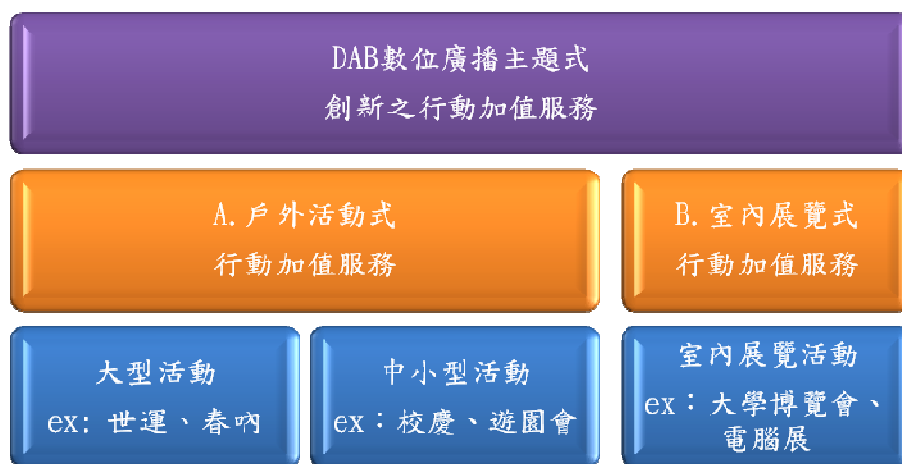 DAB數位廣播主題式
創新之行動加值服務
A.戶外活動式
行動加值服務
B.室內展覽式
行動加值服務
大型活動
ex: 世運、春吶
中小型活動
ex：校慶、遊園會
室內展覽活動
ex：大學博覽會、
電腦展